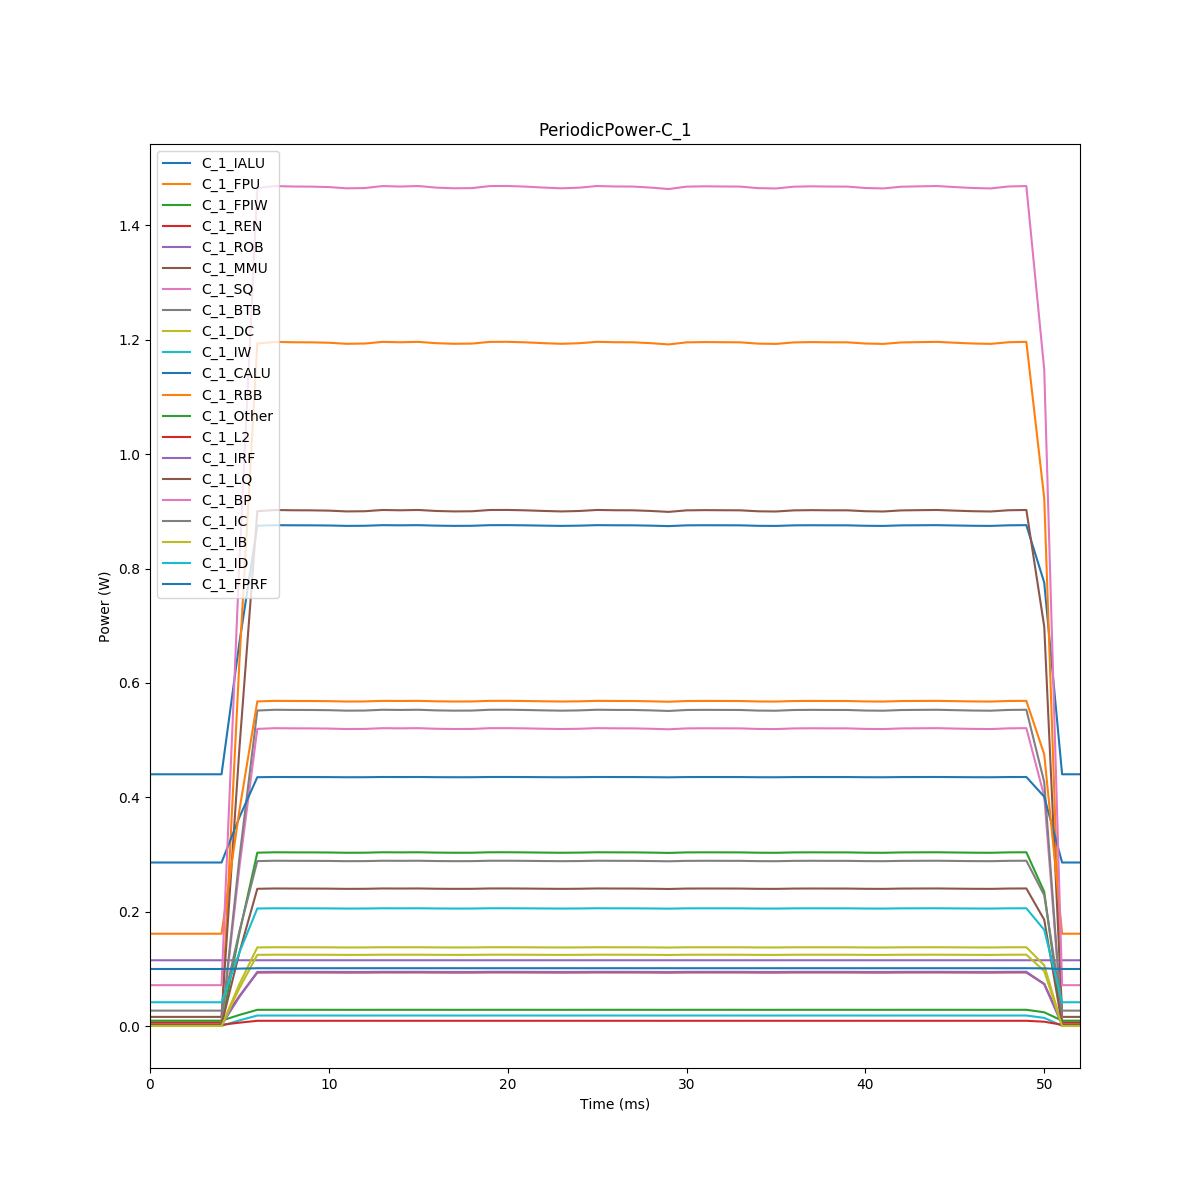 PeriodicPower-C_1
C_1_IALU
C_1_FPU
C_1_FPIW
C_1_REN
C_1_ROB
C_1_MMU
C_1_SQ
C_1_BTB
C_1_DC
C_1_IW
C_1_CALU
C_1_RBB
C_1_Other
C_1_L2
C_1_IRF
C_1_LQ
C_1_BP
C_1_IC
C_1_IB
C_1_ID
C_1_FPRF
1.4
1.2
1.0
0.8
0.6
0.4
0.2
0.0
Power (W)
0 10 20 30 40 50
Time (ms)